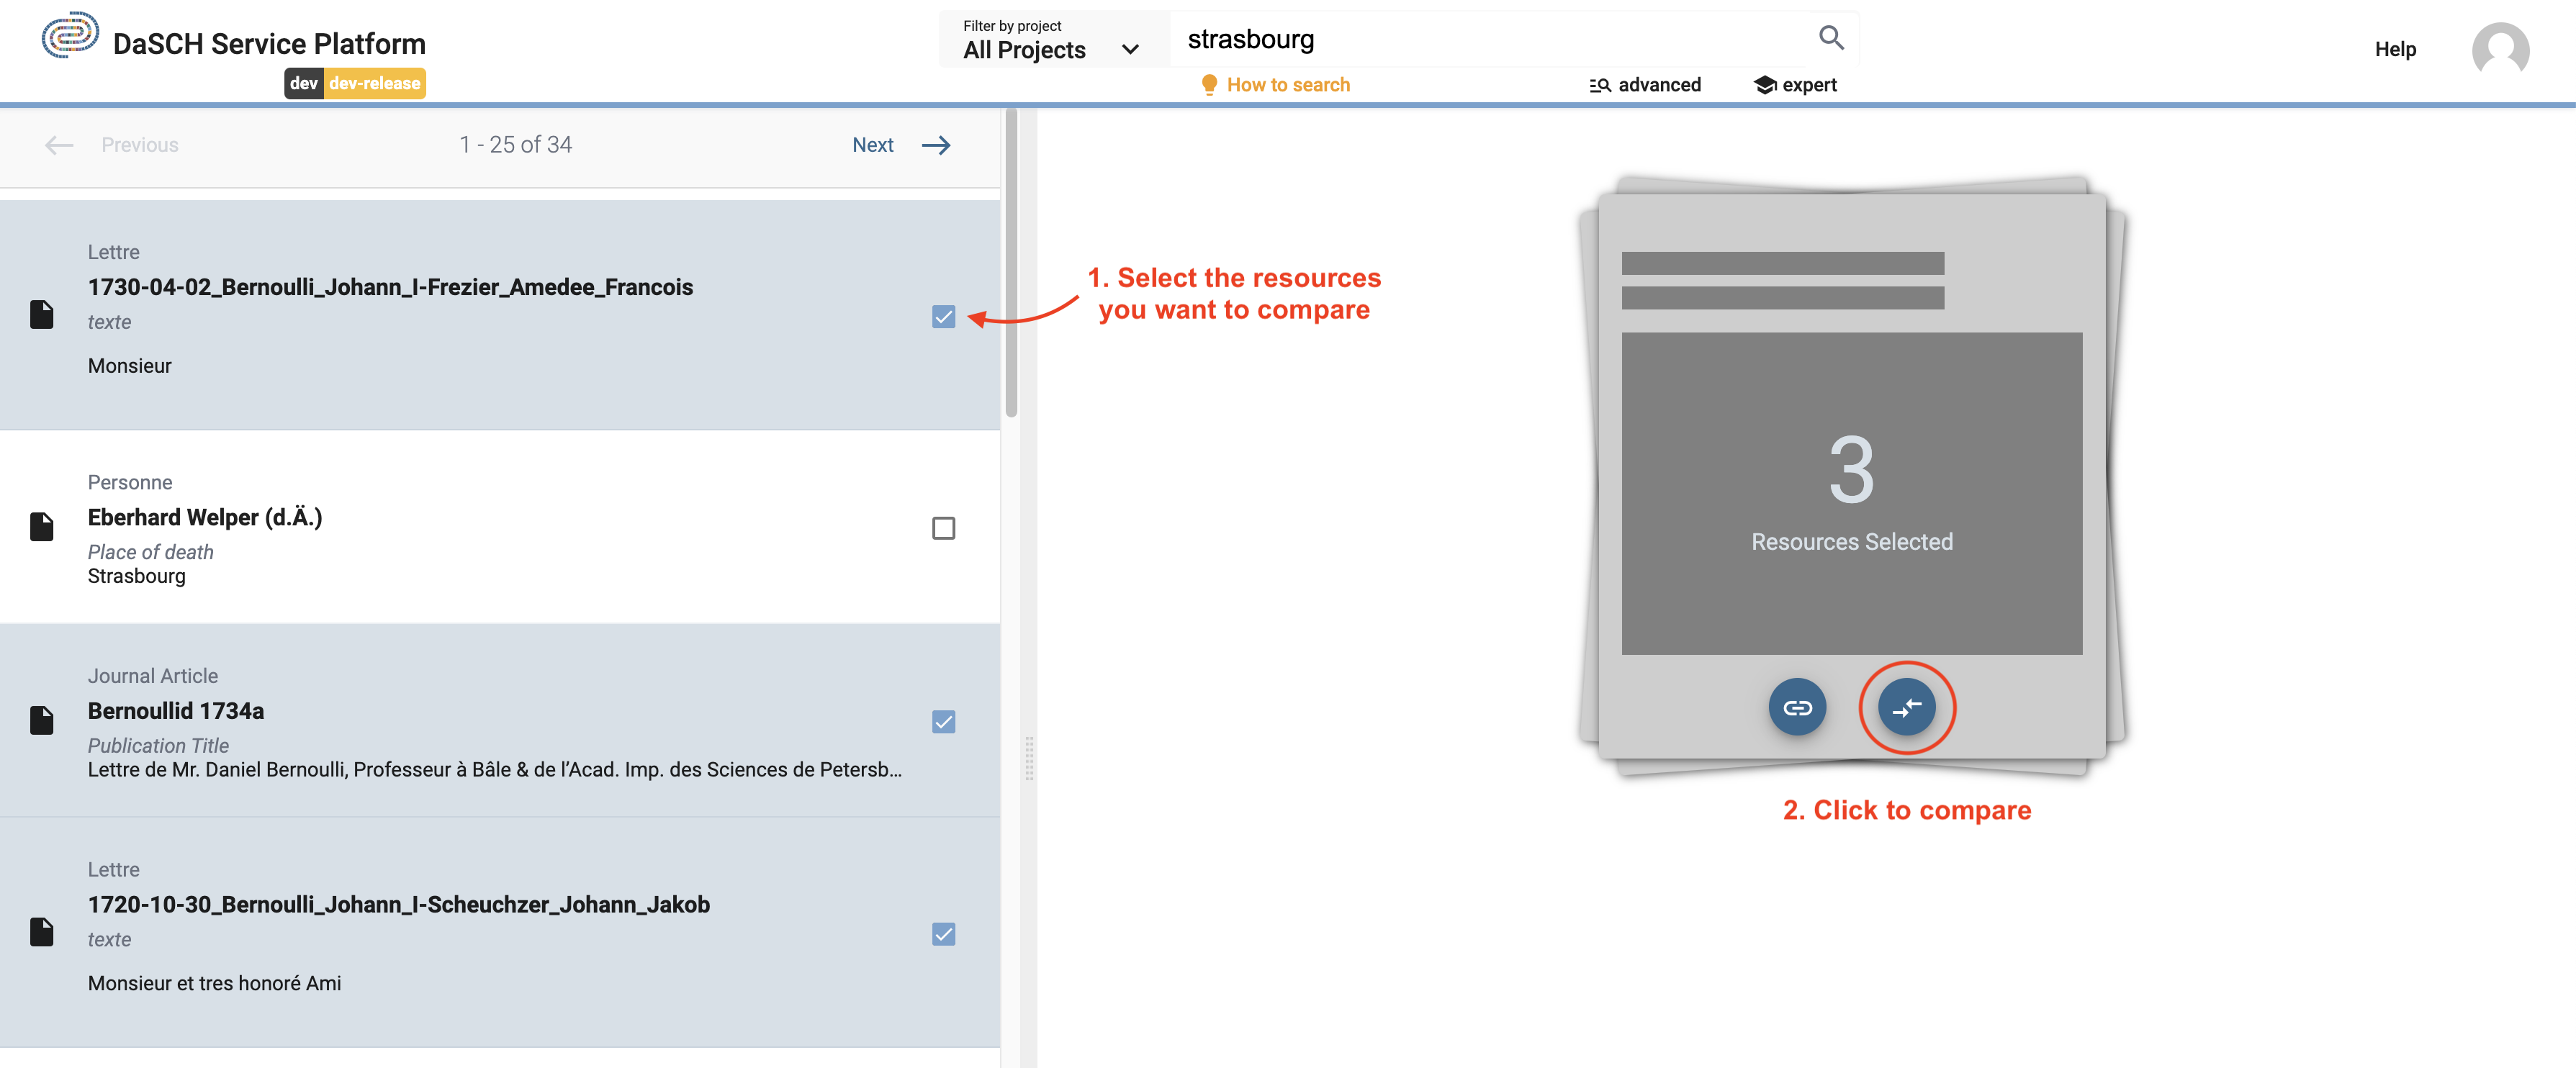 DaSCH Service Platform
dev dev-release
Filter by project
All Projects
strasbourg
How to search
advanced
expert
Help
Previous
1 - 25 of 34
Next
Lettre
1730-04-02_Bernoulli_Johann_I-Frezier_Amedee_Francois
texte
Monsieur
Personne
Eberhard Welper (d.Ä.)
Place of death
Strasbourg
Journal Article
Bernoullid 1734a
Publication Title
Lettre de Mr. Daniel Bernoulli, Professeur à Bâle & de l’Acad. Imp. des Sciences de Petersb...
Lettre
1720-10-30_Bernoulli_Johann_I-Scheuchzer_Johann_Jakob
texte
Monsieur et tres honoré Ami
1. Select the resources
you want to compare
3
Resources Selected
2. Click to compare